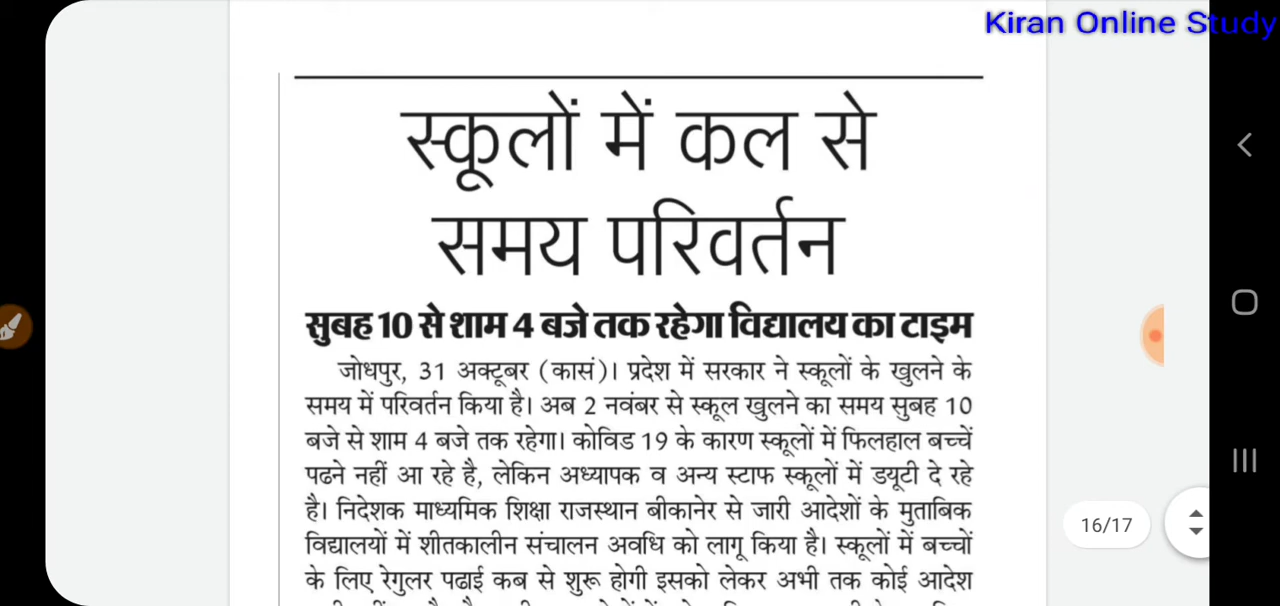 Kiran Online Study
स्कूलों में कल से
समय परिवर्तन
सुबह 10 से शाम 4 बजे तक रहेगा विद्यालय का टाइम
जोधपुर, 31 अक्टूबर (कासं)। प्रदेश में सरकार ने स्कूलों के खुलने के
समय में परिवर्तन किया है। अब 2 नवंबर से स्कूल खुलने का समय सुबह 10
बजे से शाम 4 बजे तक रहेगा। कोविड 19 के कारण स्कूलों में फिलहाल बच्चें
पढने नहीं आ रहे है, लेकिन अध्यापक व अन्य स्टाफ स्कूलों में डयूटी दे रहे
है। निदेशक माध्यमिक शिक्षा राजस्थान बीकानेर से जारी आदेशों के मुताबिक
विद्यालयों में शीतकालीन संचालन अवधि को लागू किया है। स्कूलों में बच्चों
के लिए रेगुलर पढाई कब से शुरू होगी इसको लेकर अभी तक कोई आदेश
16/17